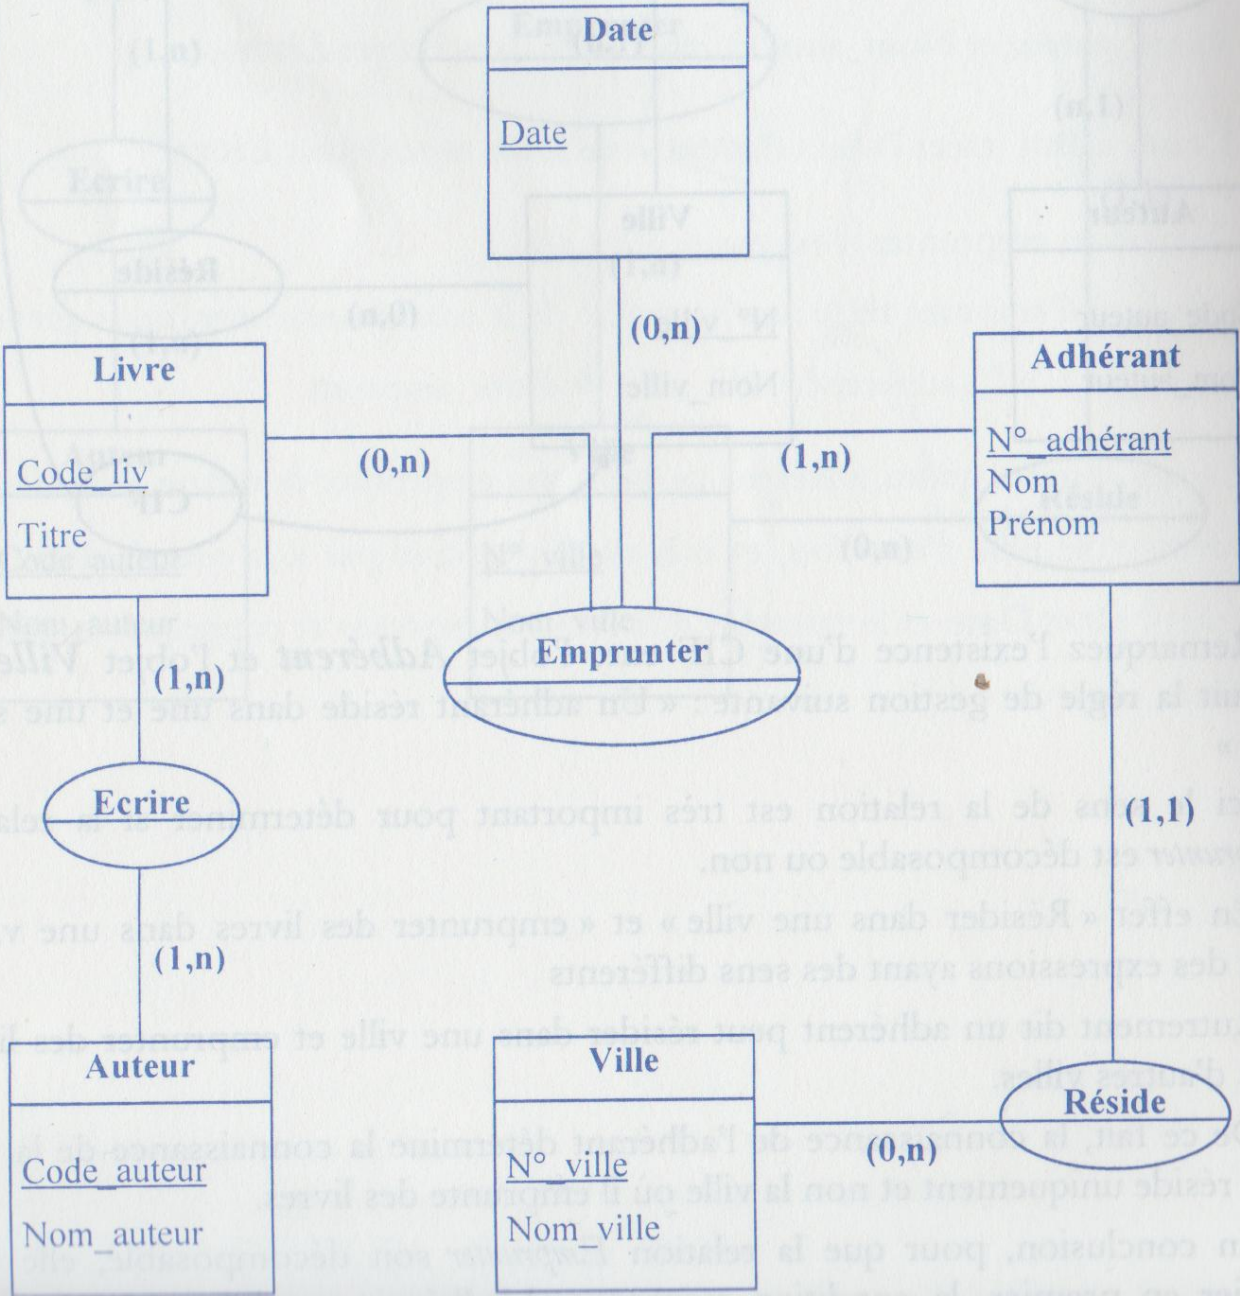 Date
Date
(0,n)
Livre
Code_liv
Titre
(0,n)
(1,n)
Adhérant
N°_adhérant
Nom
Prénom
Emprunter
(1,n)
Ecrire
(1,n)
(1,1)
Auteur
Code_auteur
Nom_auteur
Ville
N°_ville
Nom_ville
(0,n)
Réside